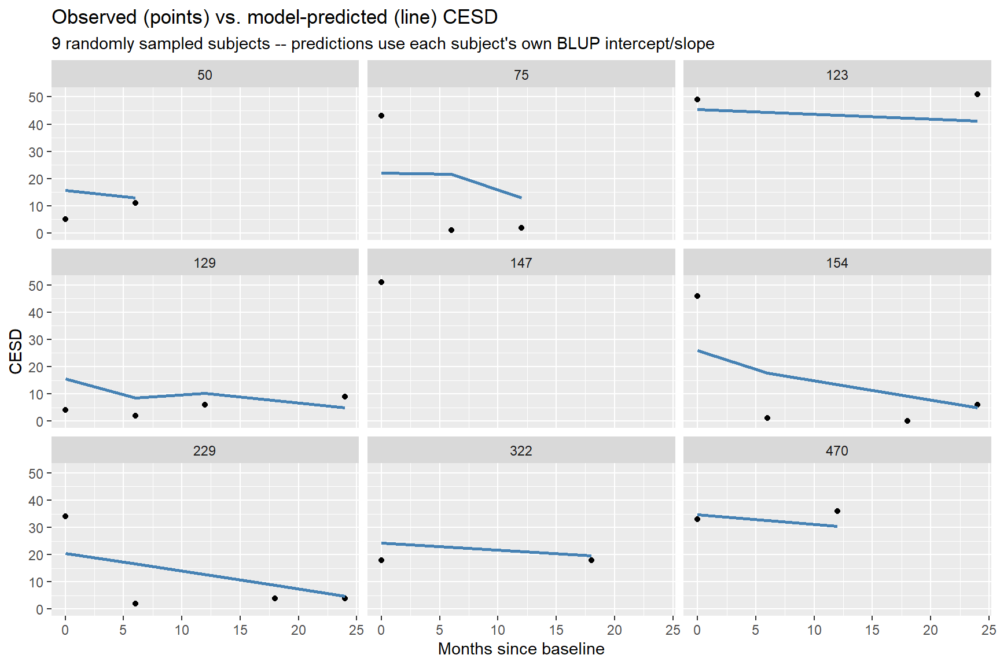 Observed (points) vs. model-predicted (line) CESD
9 randomly sampled subjects -- predictions use each subject's own BLUP intercept/slope
50 75 123
50
40
30
20
10
0
129 147 154
50
40
30
20
10
0
229 322 470
50
40
30
20
10
0
CESD
0 5 10 15 20 25 0 5 10 15 20 25 0 5 10 15 20 25
Months since baseline